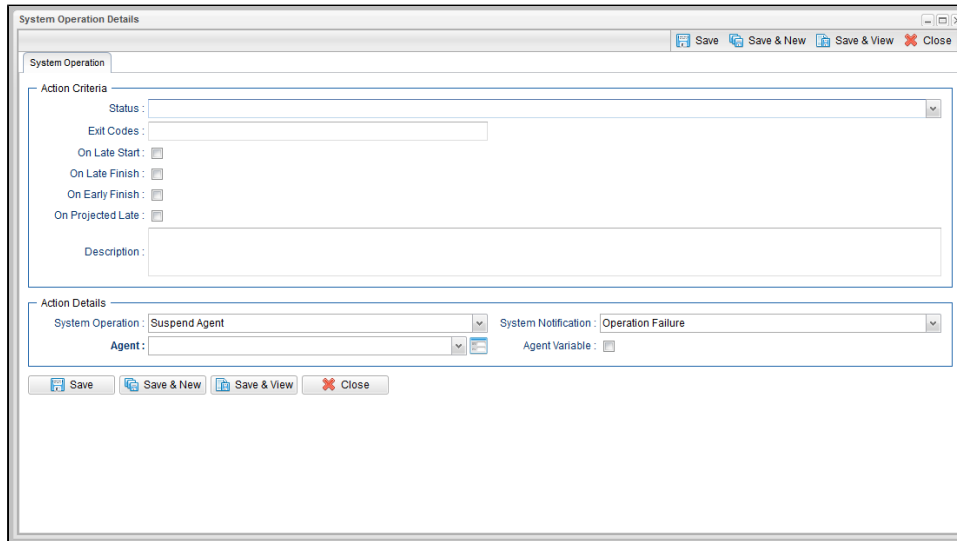 System Operation Details
Save Save & New Save & View Close
System Operation
Action Criteria
Status :
Exit Codes :
On Late Start :
On Late Finish :
On Early Finish :
On Projected Late :
Description :
Action Details
System Operation : Suspend Agent System Notification : Operation Failure
Agent : Agent Variable :
Save Save & New Save & View Close